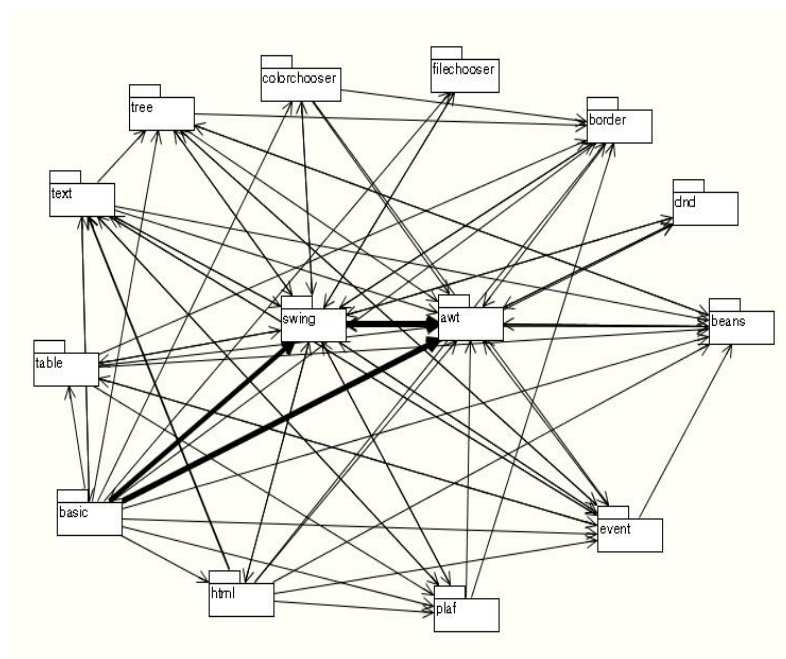 colorchooser
filechooser
tree
border
text
dnd
swing
awt
beans
table
basic
event
html
plaf